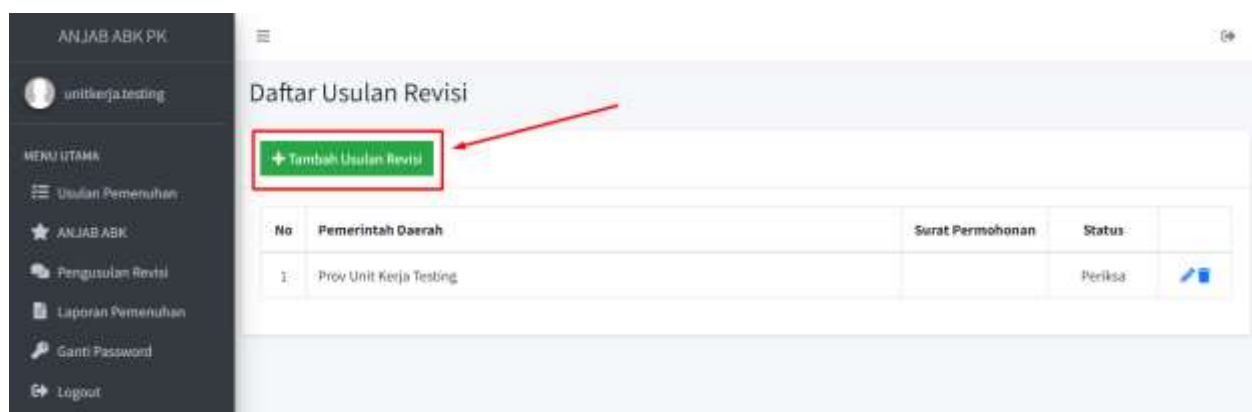 ANJAB ABK PK
unitkerja.testing
MENU UTAMA
Usulan Pemenuhan
ANJAB ABK
Pengusulan Revisi
Laporan Pemenuhan
Ganti Password
Logout
Daftar Usulan Revisi
+ Tambah Usulan Revisi
No Pemerintah Daerah Surat Permohonan Status
1 Prov Unit Kerja Testing Periksa